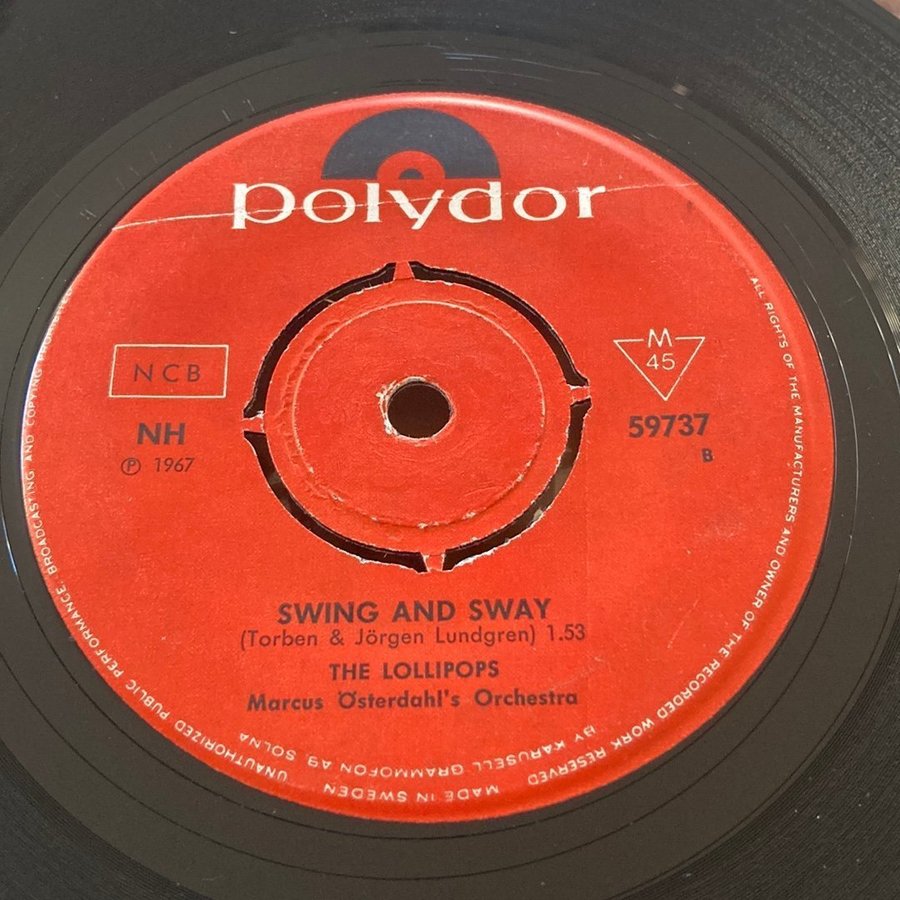 polydor
NCB
NH
℗ 1967
M
45
59737
B
SWING AND SWAY
(Torben & Jörgen Lundgren) 1.53
THE LOLLIPOPS
Marcus Österdahl's Orchestra
ALL RIGHTS OF THE MANUFACTURERS AND OWNER OF THE RECORDED WORK RESERVED
UNAUTHORIZED PUBLIC PERFORMANCE, BROADCASTING AND COPYING
BY KARUSELL GRAMMOFON AB SOLNA
MADE IN SWEDEN